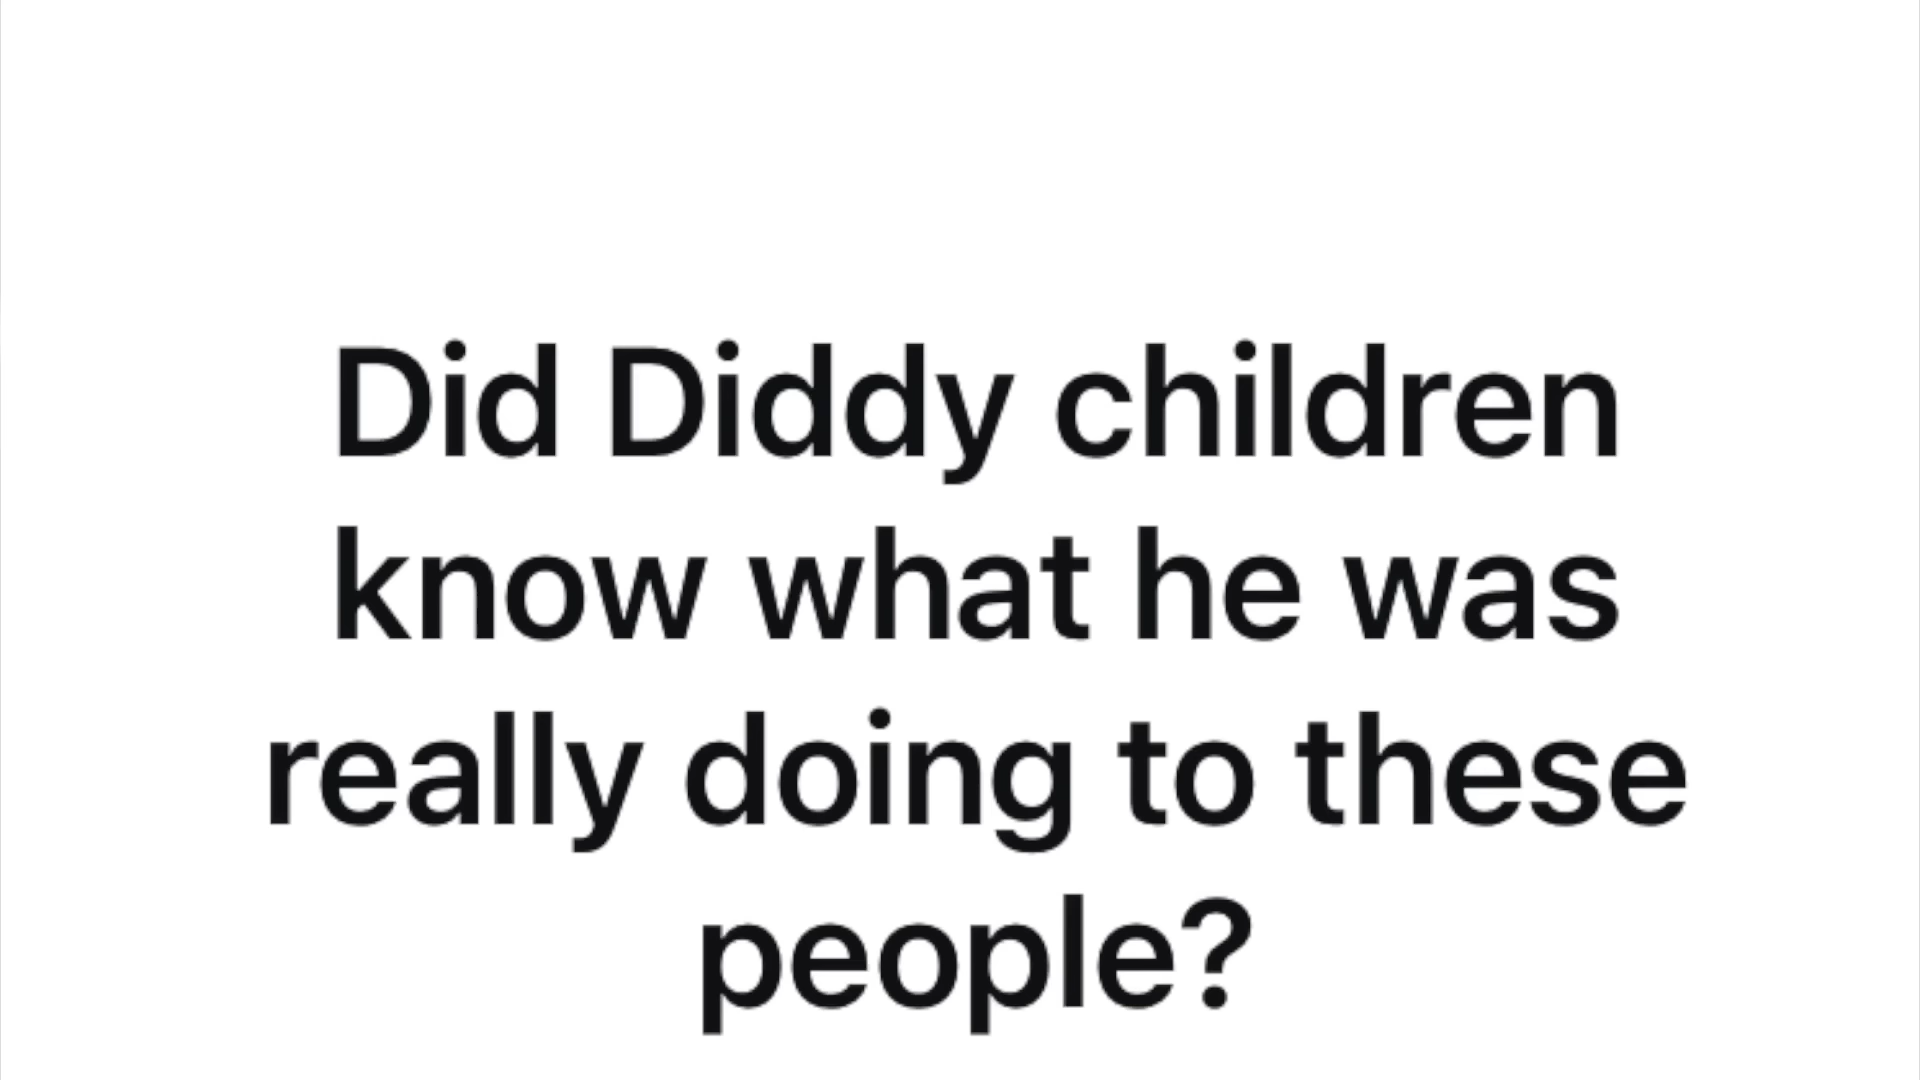 Did Diddy children
know what he was
really doing to these
people?